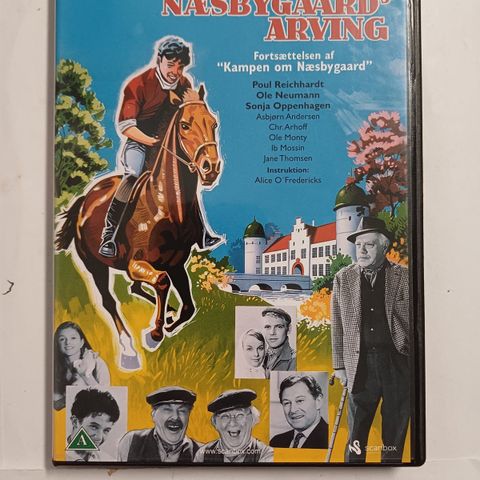 NÆSBYGAARDS
ARVING
Fortsættelsen af
"Kampen om Næsbygaard"
Poul Reichhardt
Ole Neumann
Sonja Oppenhagen
Asbjørn Andersen
Chr. Arhoff
Ole Monty
Ib Mossin
Jane Thomsen
Instruktion:
Alice O'Fredericks
A
www.scanbox.com
scanbox